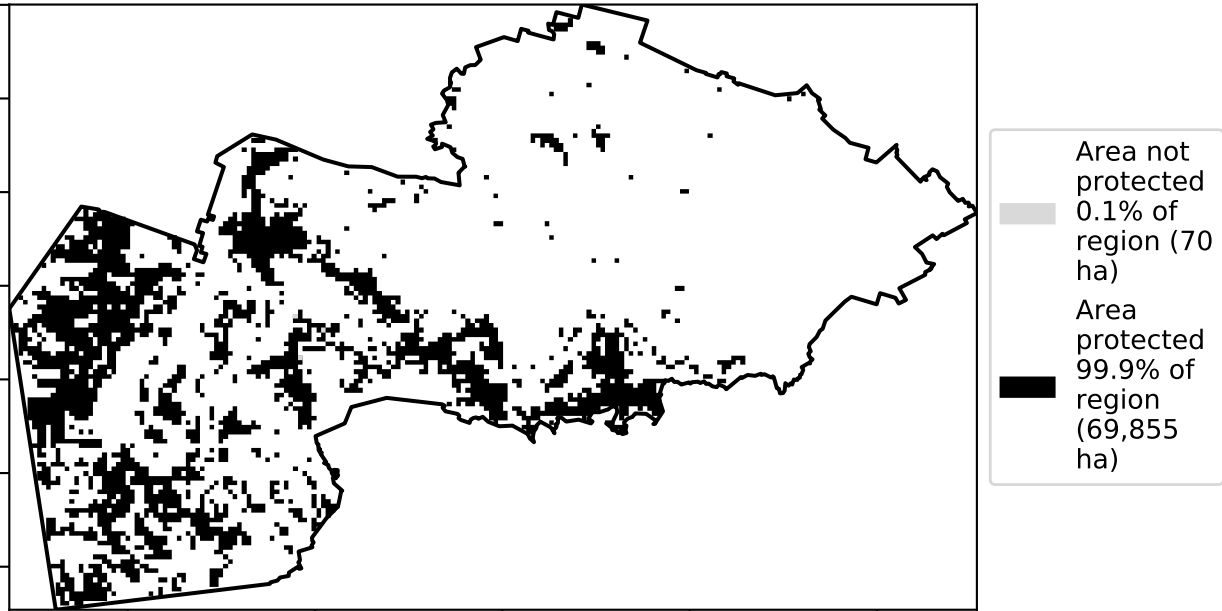 Area not
protected
0.1% of
region (70
ha)
Area
protected
99.9% of
region
(69,855
ha)